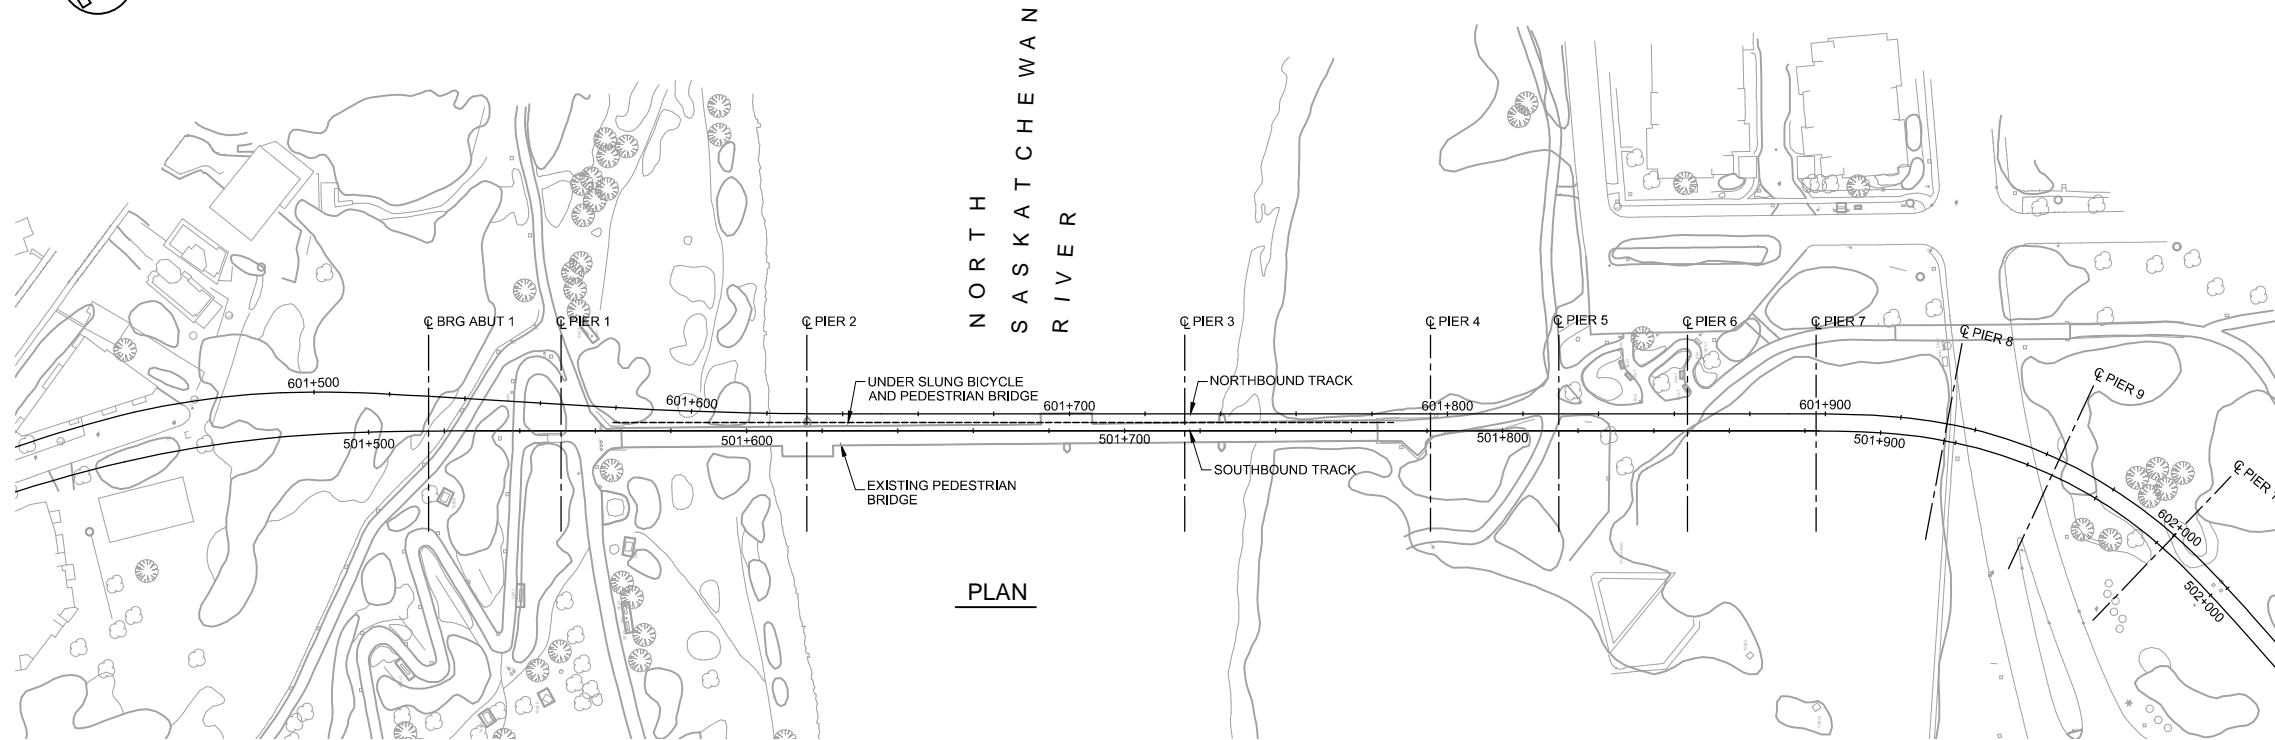 NORTH
SASKATCHEWAN
RIVER
℄ BRG ABUT 1
℄ PIER 1
℄ PIER 2
℄ PIER 3
℄ PIER 4
℄ PIER 5
℄ PIER 6
℄ PIER 7
℄ PIER 8
℄ PIER 9
℄ PIER 1
601+500
601+600
601+700
601+800
601+900
602+000
UNDER SLUNG BICYCLE
AND PEDESTRIAN BRIDGE
NORTHBOUND TRACK
501+500
501+600
501+700
501+800
501+900
502+000
SOUTHBOUND TRACK
EXISTING PEDESTRIAN
BRIDGE
PLAN